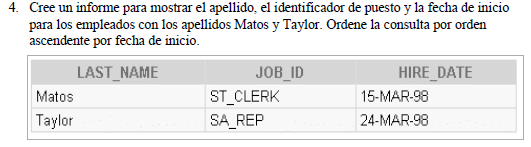 4. Cree un informe para mostrar el apellido, el identificador de puesto y la fecha de inicio
para los empleados con los apellidos Matos y Taylor. Ordene la consulta por orden
ascendente por fecha de inicio.
LAST_NAME JOB_ID HIRE_DATE
Matos ST_CLERK 15-MAR-98
Taylor SA_REP 24-MAR-98